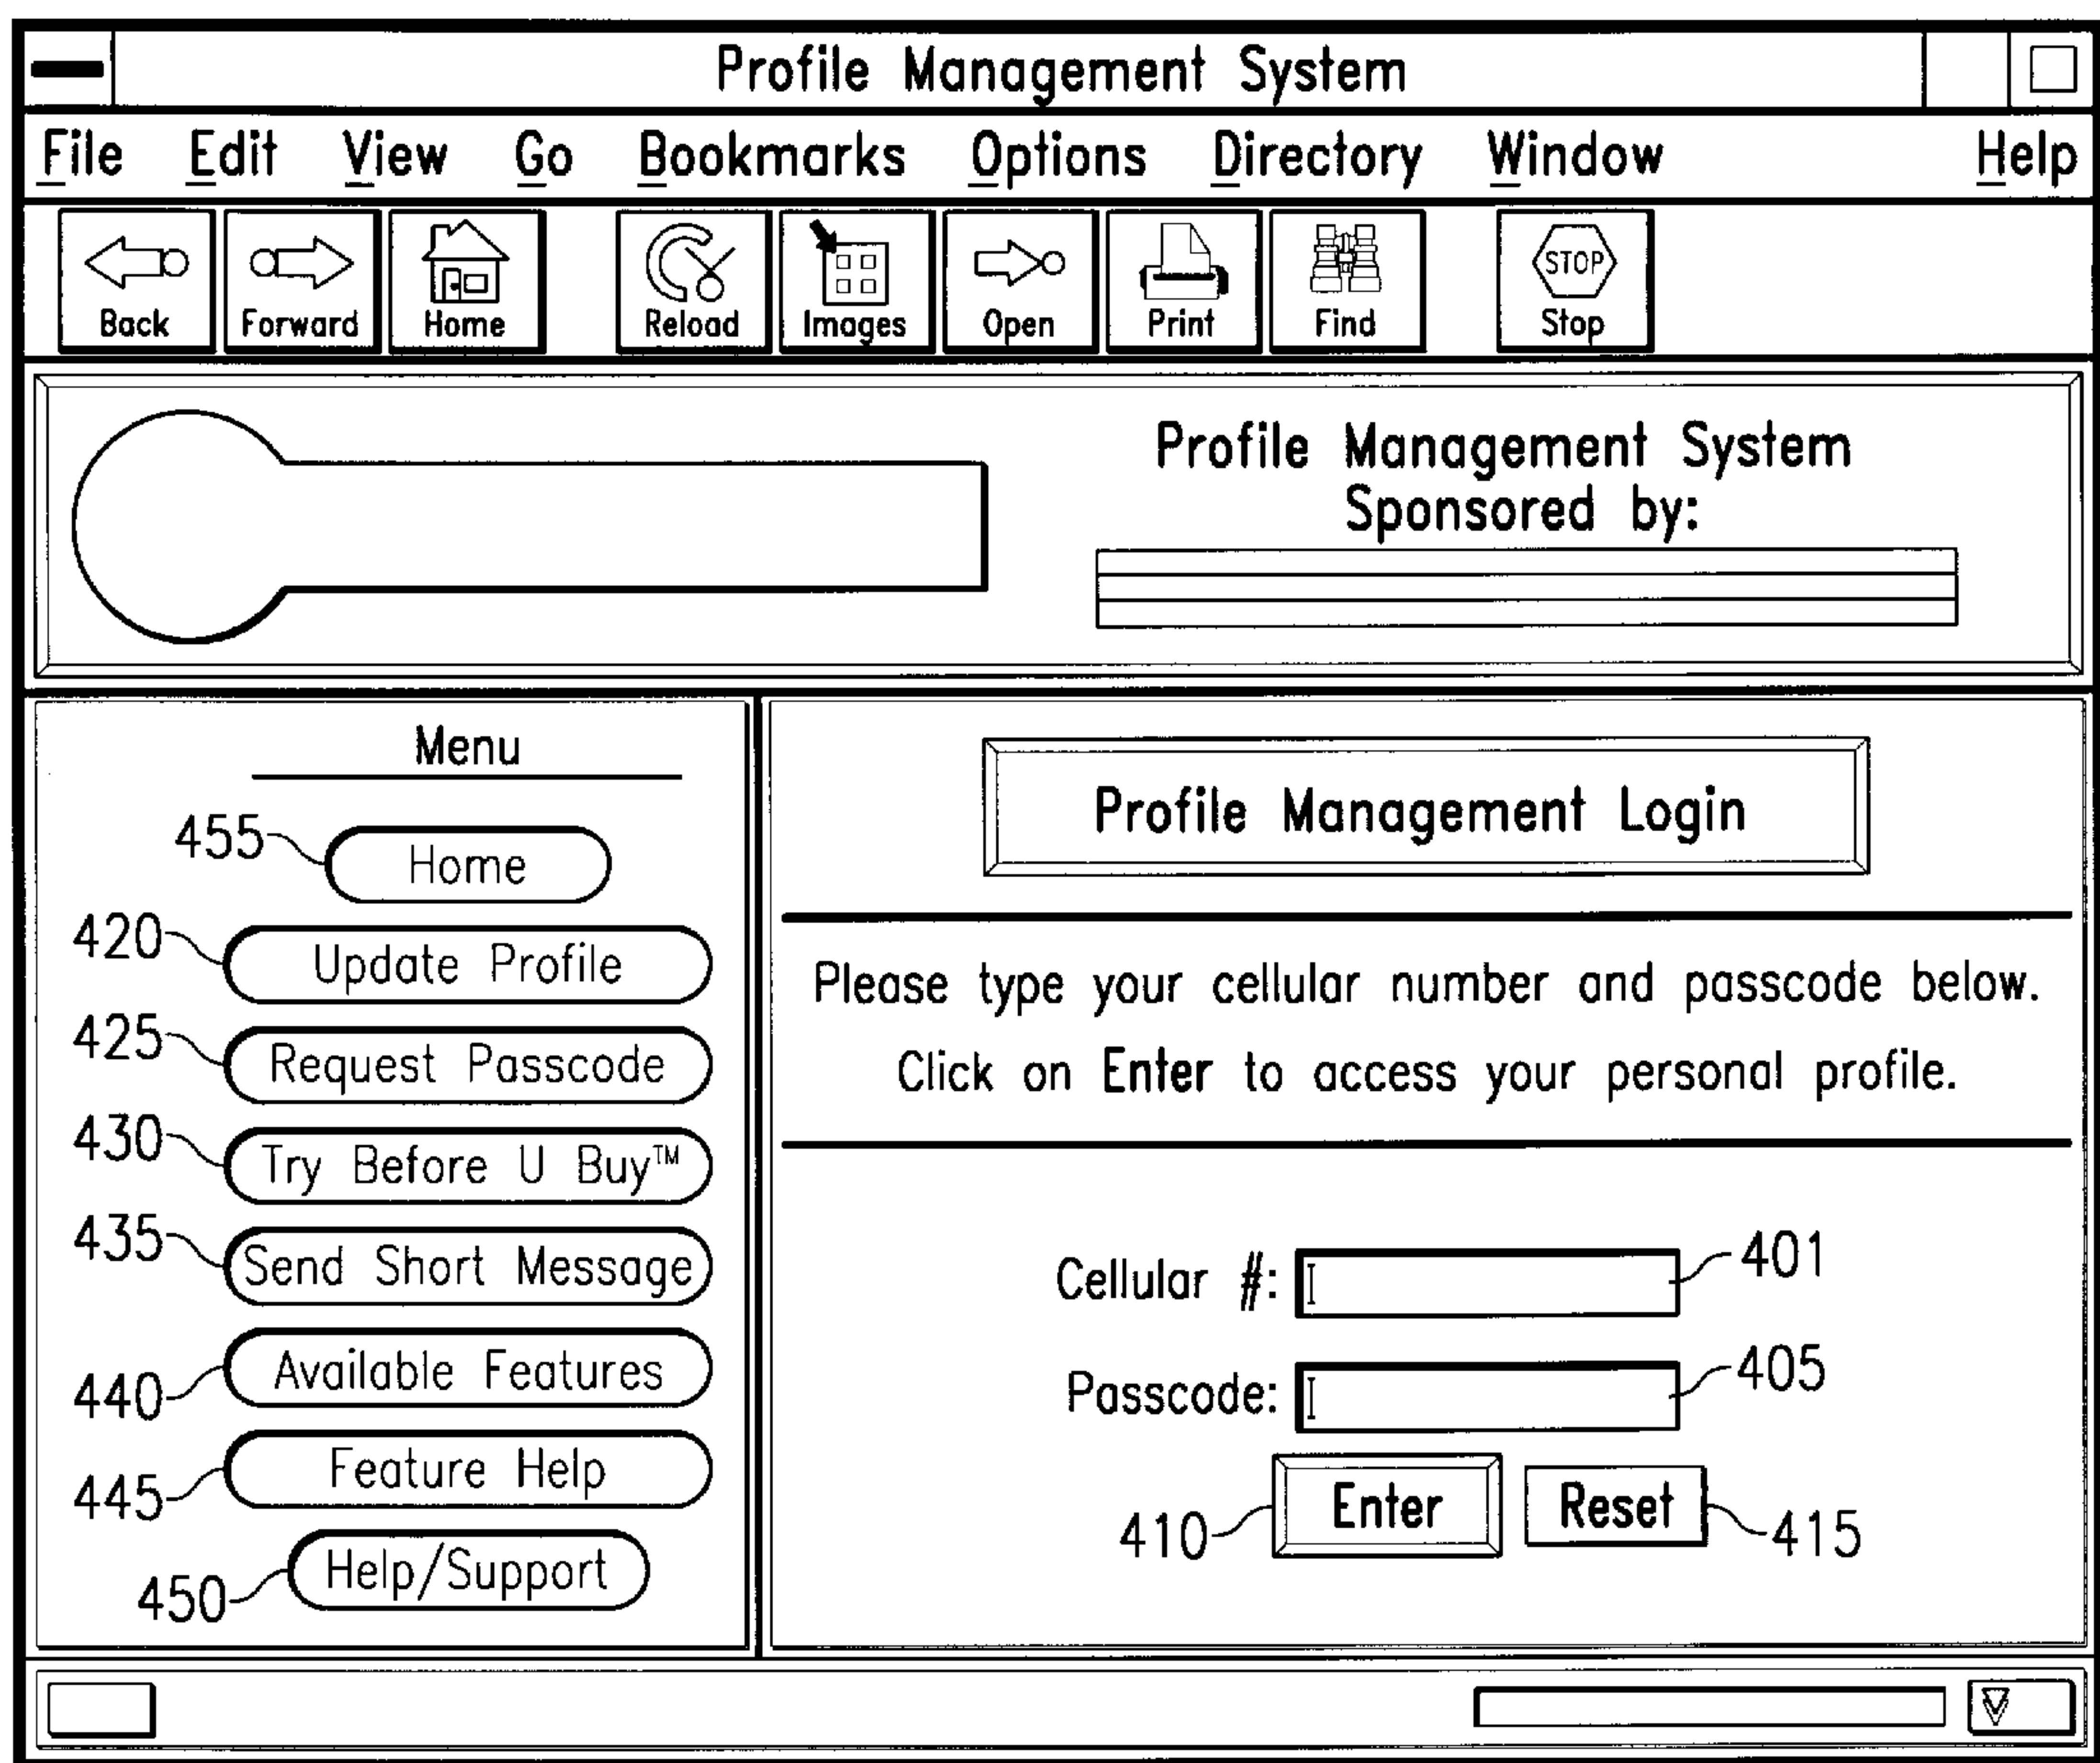 Profile Management System
File Edit View Go Bookmarks Options Directory Window Help
STOP
Back Forward Home Reload Images Open Print Find Stop
Profile Management System
Sponsored by:
Menu
455 Home
420 Update Profile
425 Request Passcode
430 Try Before U Buy™
435 Send Short Message
440 Available Features
445 Feature Help
450 Help/Support
Profile Management Login
Please type your cellular number and passcode below.
Click on Enter to access your personal profile.
Cellular #: 401
Passcode: 405
410 Enter Reset 415